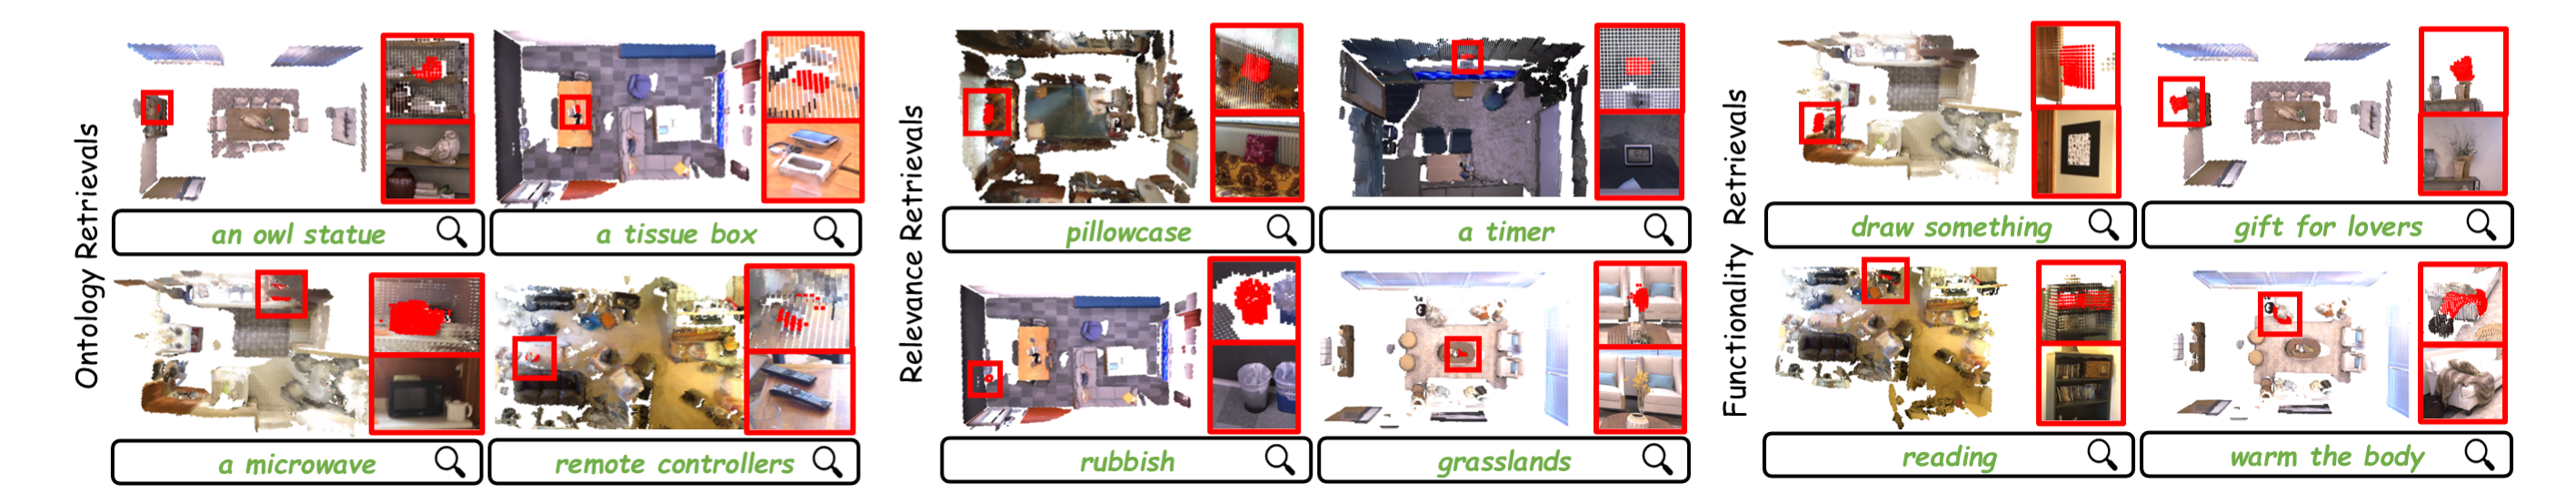 Ontology Retrievals
an owl statue
a tissue box
a microwave
remote controllers
Relevance Retrievals
pillowcase
a timer
rubbish
grasslands
Functionality Retrievals
draw something
gift for lovers
reading
warm the body